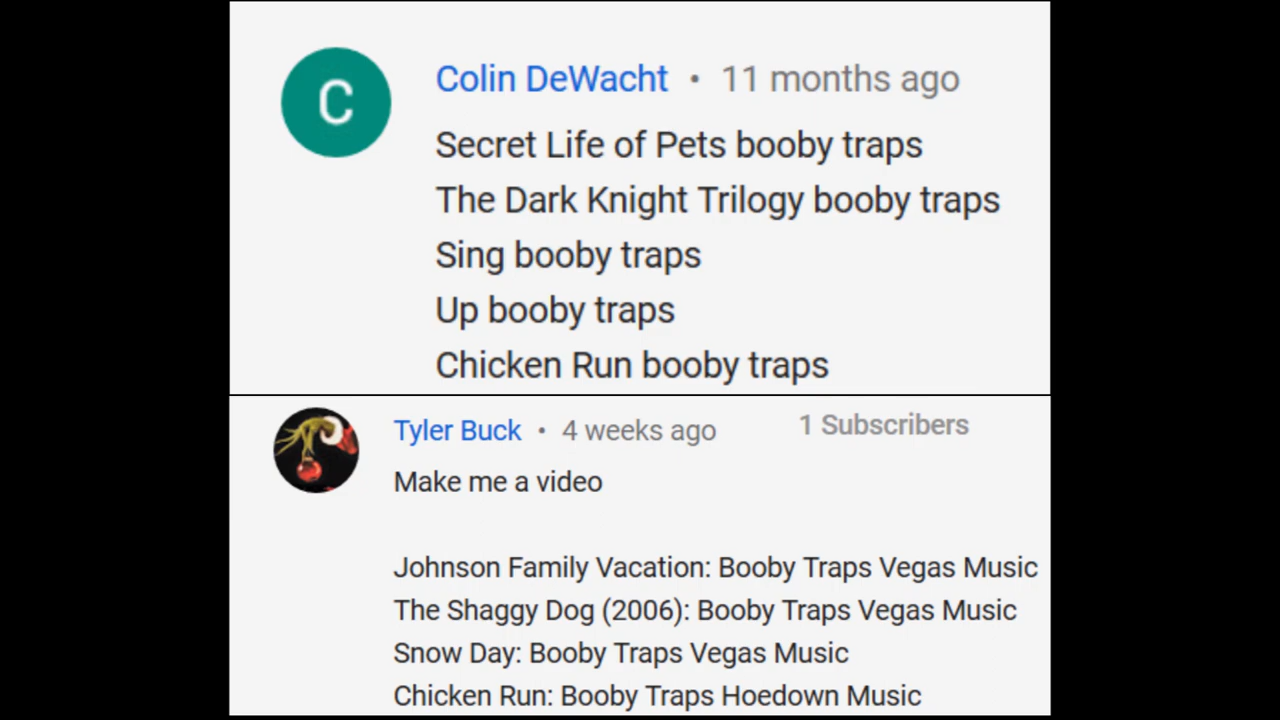 C
Colin DeWacht • 11 months ago
Secret Life of Pets booby traps
The Dark Knight Trilogy booby traps
Sing booby traps
Up booby traps
Chicken Run booby traps
Tyler Buck • 4 weeks ago 1 Subscribers
Make me a video
Johnson Family Vacation: Booby Traps Vegas Music
The Shaggy Dog (2006): Booby Traps Vegas Music
Snow Day: Booby Traps Vegas Music
Chicken Run: Booby Traps Hoedown Music